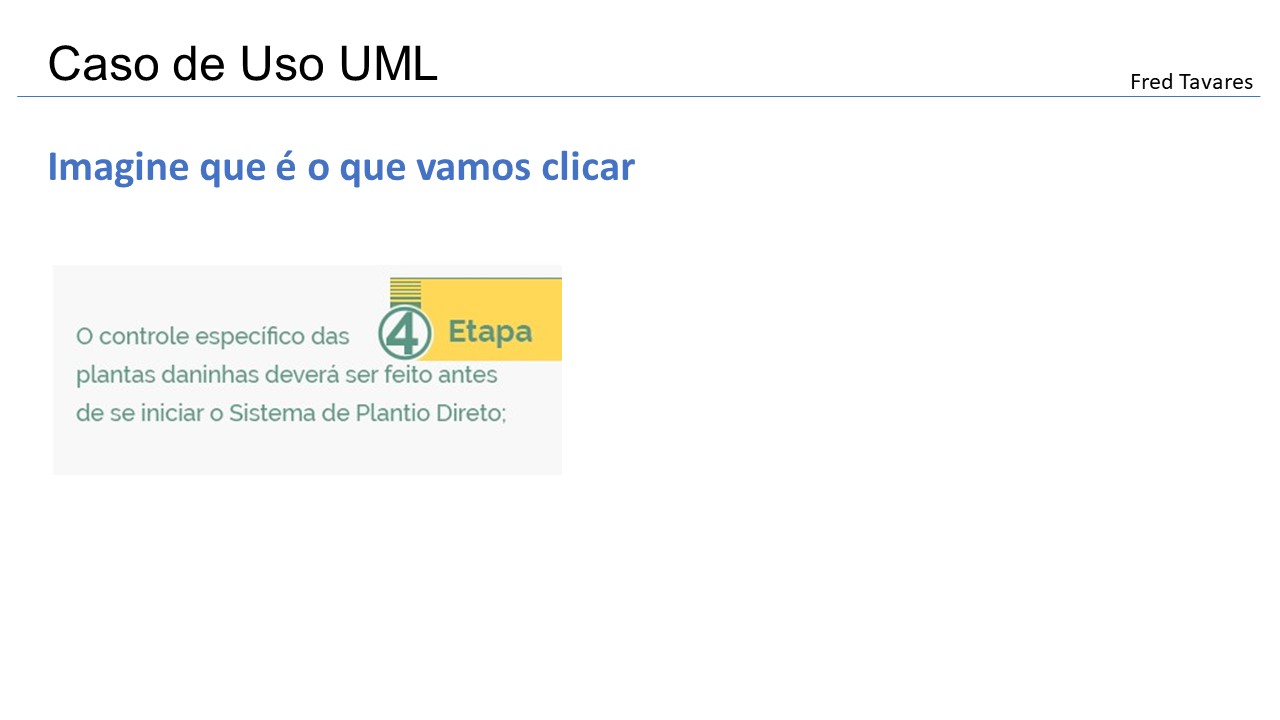 Caso de Uso UML
Fred Tavares
Imagine que é o que vamos clicar
4 Etapa
O controle específico das
plantas daninhas deverá ser feito antes
de se iniciar o Sistema de Plantio Direto;